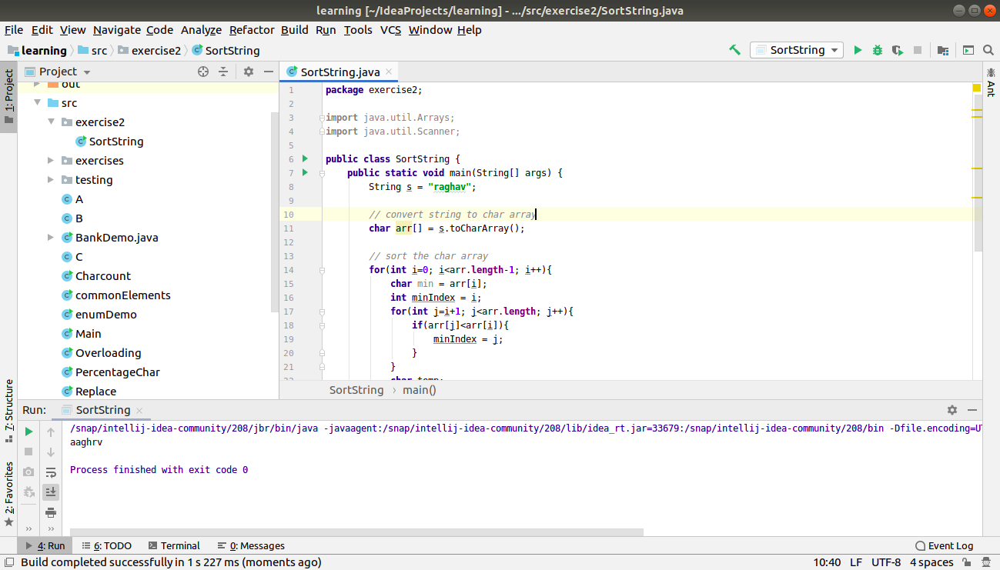 learning [~/IdeaProjects/learning] - .../src/exercise2/SortString.java
File Edit View Navigate Code Analyze Refactor Build Run Tools VCS Window Help
learning src exercise2 SortString
SortString
1: Project
Project
out
src
exercise2
SortString
exercises
testing
A
B
BankDemo.java
C
Charcount
commonElements
enumDemo
Main
Overloading
PercentageChar
Replace
7: Structure
2: Favorites
SortString.java
Ant
1 package exercise2;
2
3 import java.util.Arrays;
4 import java.util.Scanner;
5
6 public class SortString {
7 public static void main(String[] args) {
8 String s = "raghav";
9
10 // convert string to char array
11 char arr[] = s.toCharArray();
12
13 // sort the char array
14 for(int i=0; i<arr.length-1; i++){
15 char min = arr[i];
16 int minIndex = i;
17 for(int j=i+1; j<arr.length; j++){
18 if(arr[j]<arr[i]){
19 minIndex = j;
20 }
21 }
22 char temp;
SortString › main()
Run: SortString
/snap/intellij-idea-community/208/jbr/bin/java -javaagent:/snap/intellij-idea-community/208/lib/idea_rt.jar=33679:/snap/intellij-idea-community/208/bin -Dfile.encoding=UT
aaghrv
Process finished with exit code 0
4: Run 6: TODO Terminal 0: Messages Event Log
Build completed successfully in 1 s 227 ms (moments ago) 10:40 LF UTF-8 4 spaces